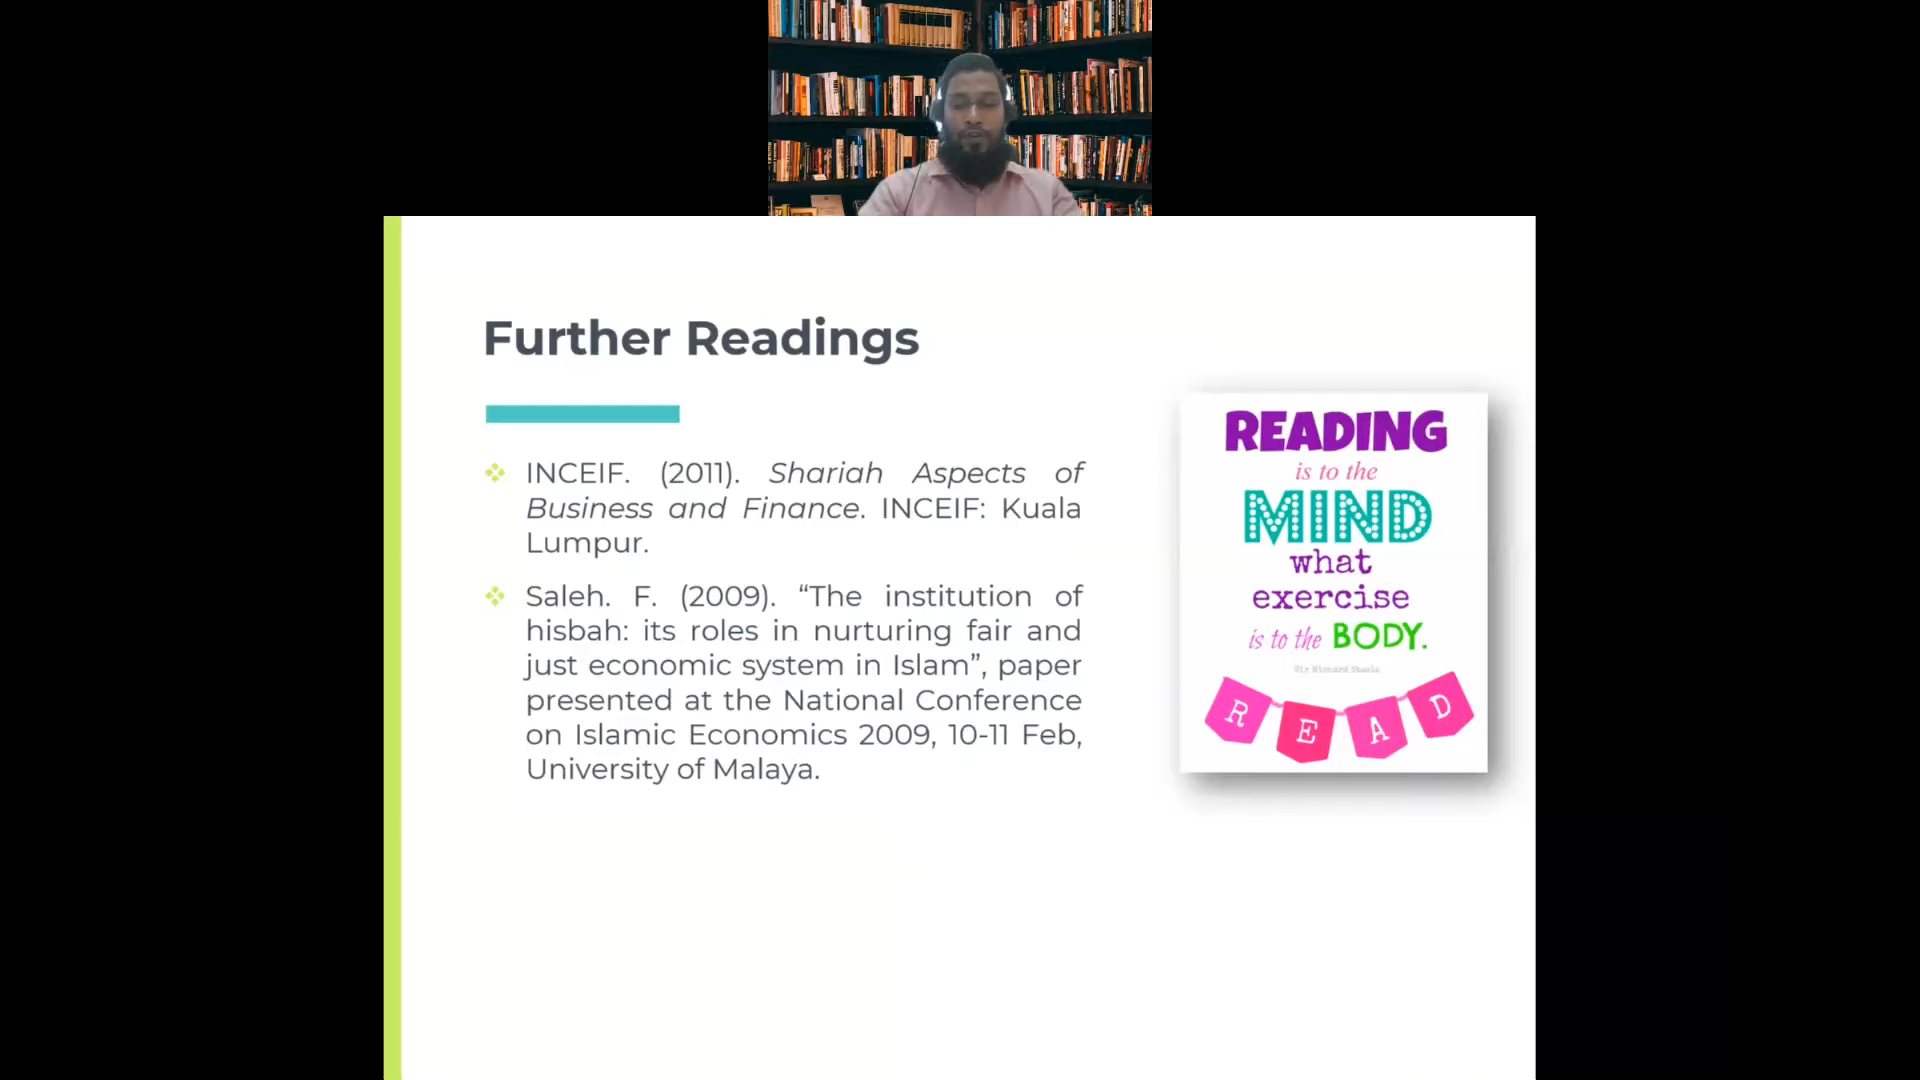 Further Readings
INCEIF. (2011). Shariah Aspects of
Business and Finance. INCEIF: Kuala
Lumpur.
Saleh. F. (2009). “The institution of
hisbah: its roles in nurturing fair and
just economic system in Islam”, paper
presented at the National Conference
on Islamic Economics 2009, 10-11 Feb,
University of Malaya.
READING
is to the
MIND
what
exercise
is to the BODY.
READ